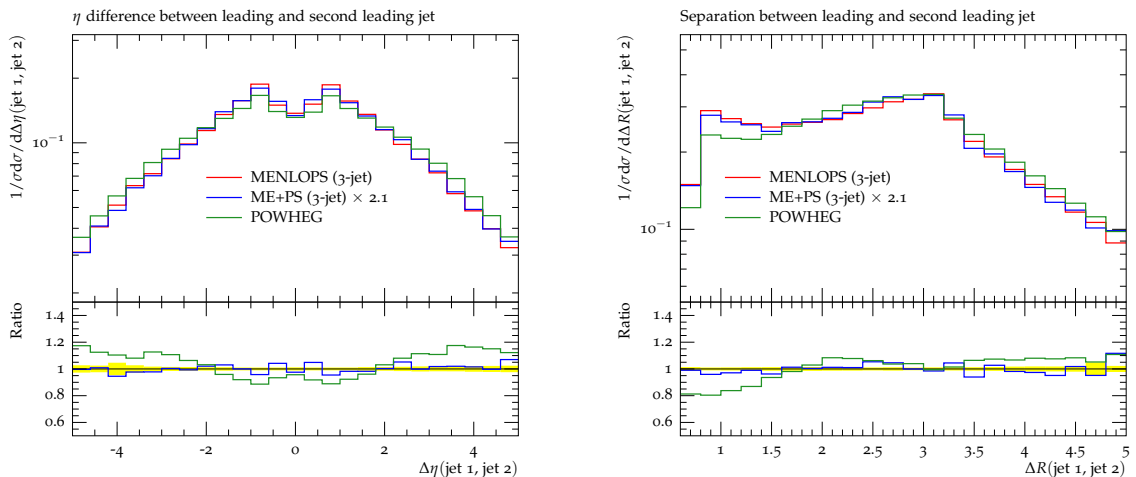 η difference between leading and second leading jet
1/σ dσ/dΔη(jet 1, jet 2)
10⁻¹
MENLOPS (3-jet)
ME+PS (3-jet) × 2.1
POWHEG
Ratio
1.4
1.2
1
0.8
0.6
-4 -2 0 2 4
Δη(jet 1, jet 2)
Separation between leading and second leading jet
1/σ dσ/dΔR(jet 1, jet 2)
10⁻¹
MENLOPS (3-jet)
ME+PS (3-jet) × 2.1
POWHEG
Ratio
1.4
1.2
1
0.8
0.6
1 1.5 2 2.5 3 3.5 4 4.5 5
ΔR(jet 1, jet 2)